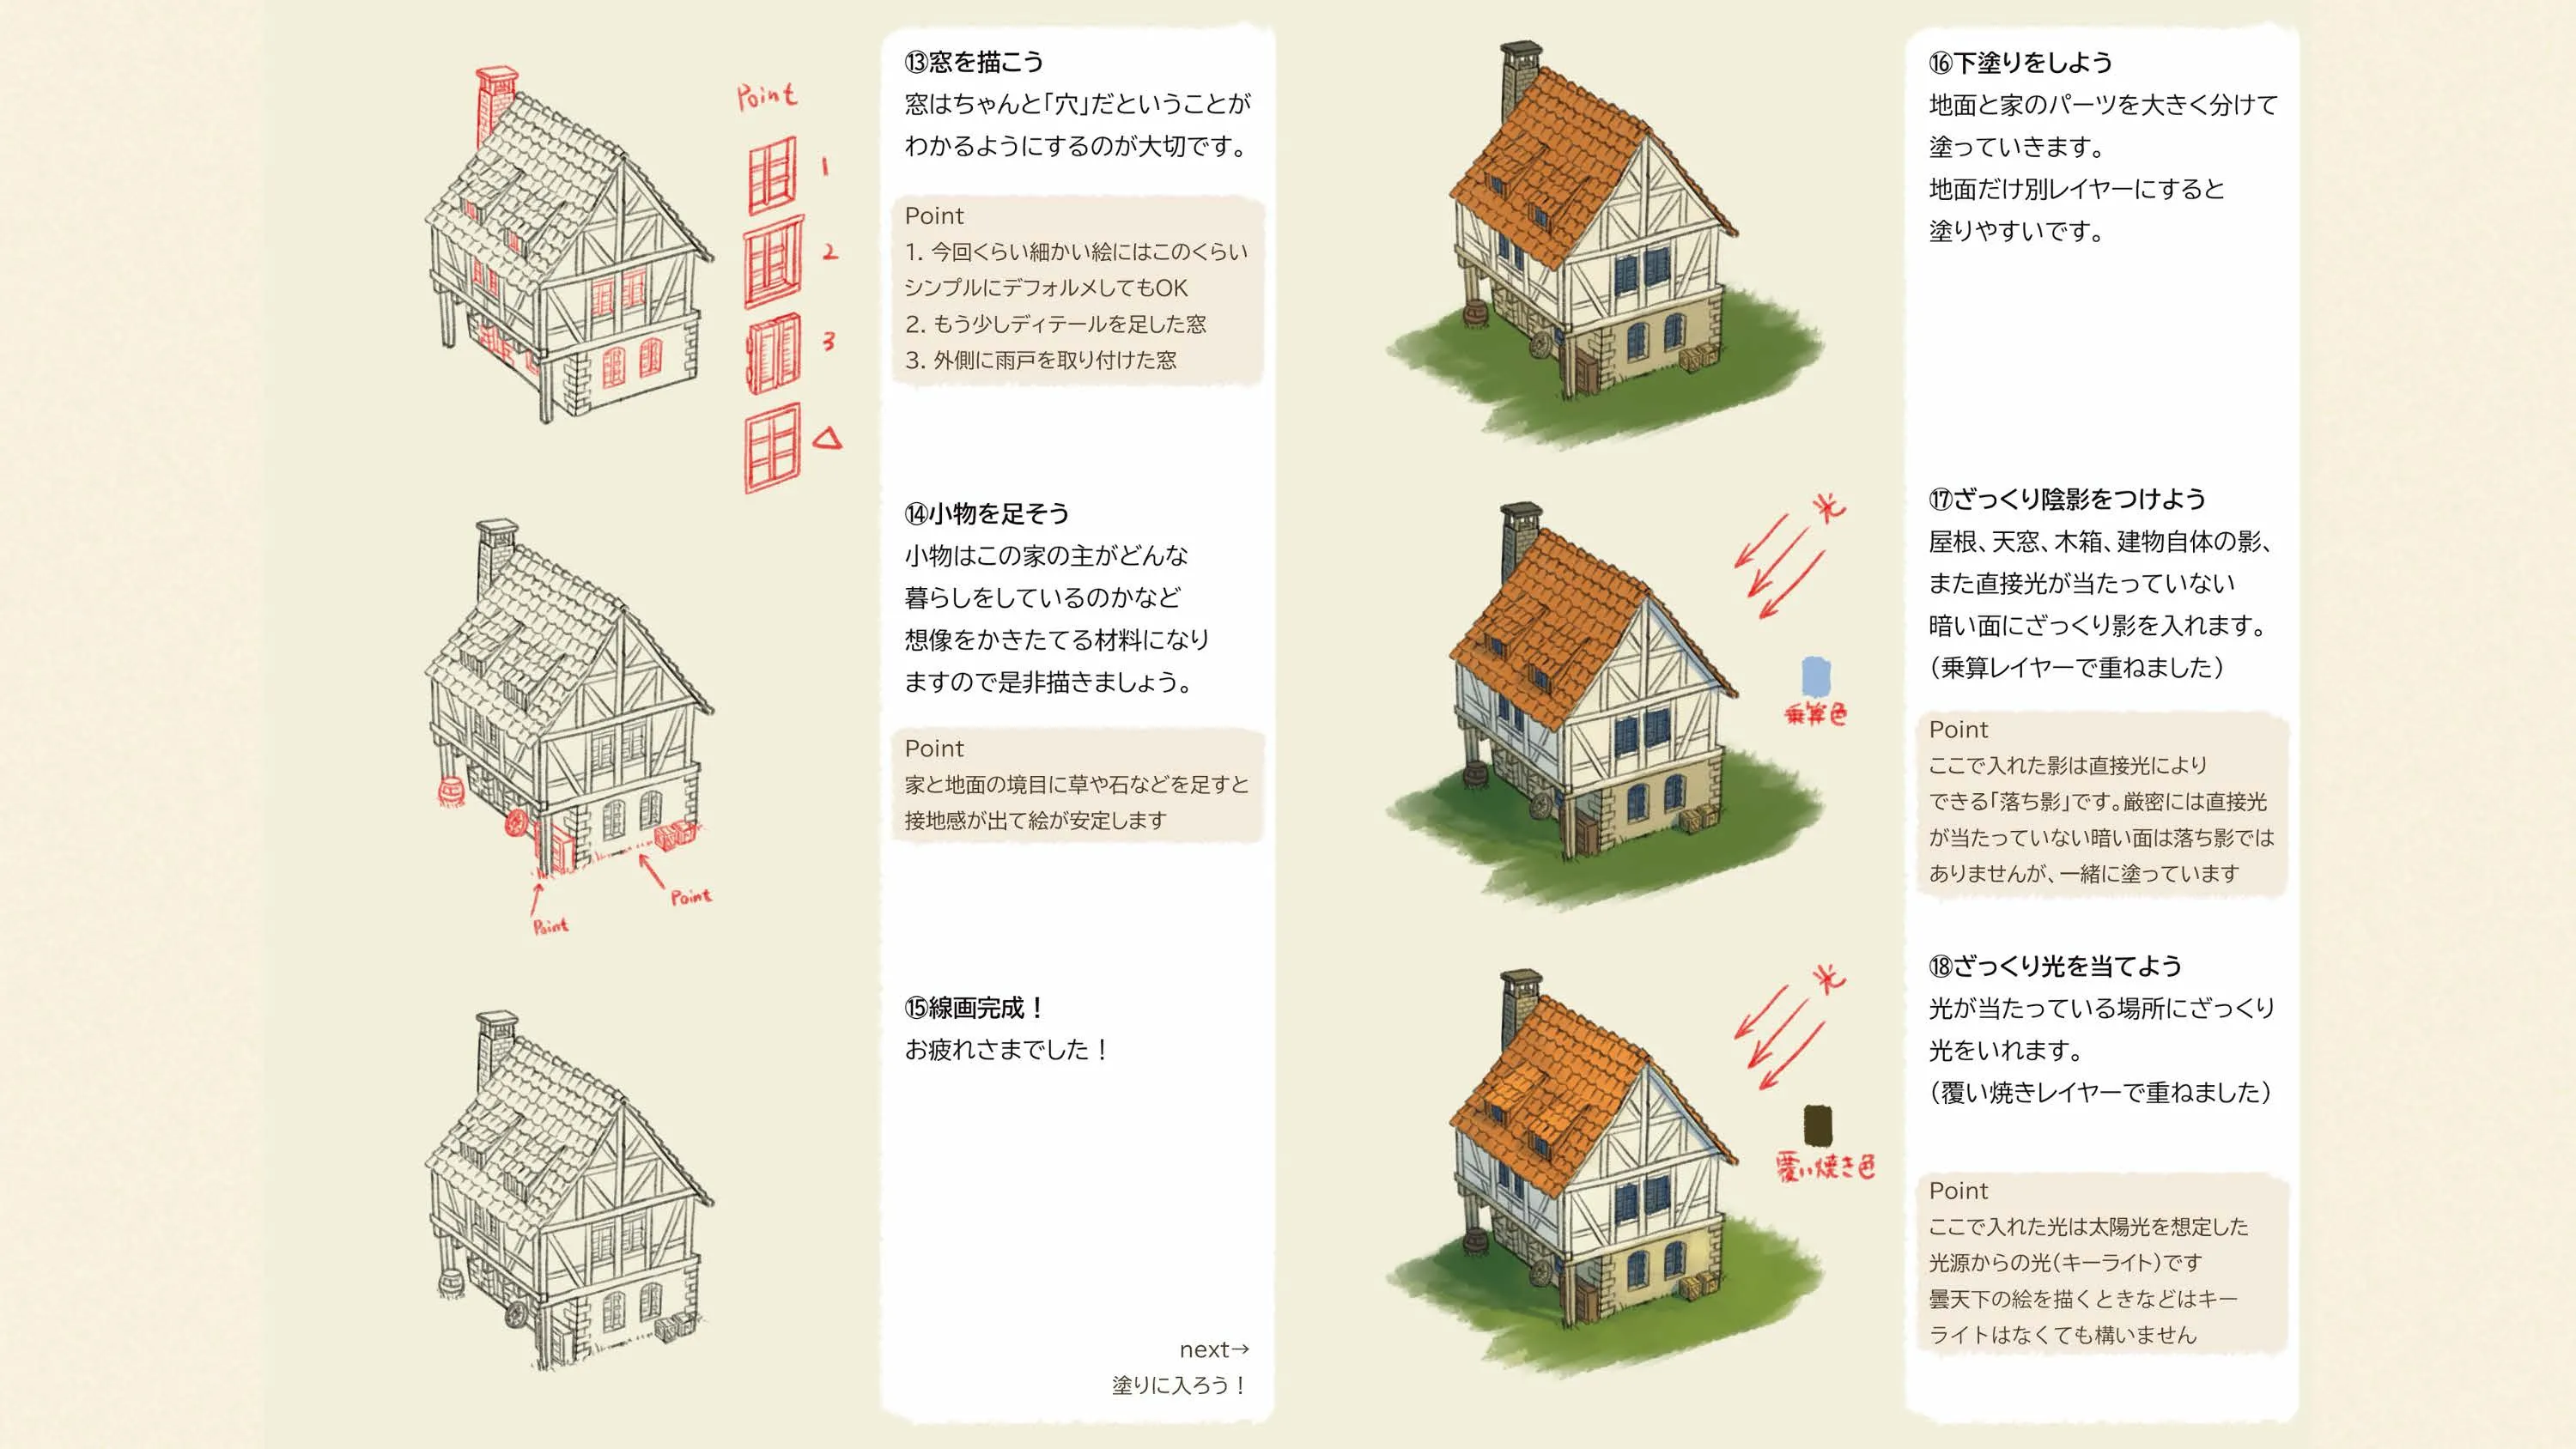 ⑬窓を描こう
窓はちゃんと「穴」だということが
わかるようにするのが大切です。
Point
1. 今回くらい細かい絵にはこのくらい
シンプルにデフォルメしてもOK
2. もう少しディテールを足した窓
3. 外側に雨戸を取り付けた窓
Point
1
2
3
△
⑭小物を足そう
小物はこの家の主がどんな
暮らしをしているのかなど
想像をかきたてる材料になり
ますので是非描きましょう。
Point
家と地面の境目に草や石などを足すと
接地感が出て絵が安定します
Point
Point
⑮線画完成！
お疲れさまでした！
next→
塗りに入ろう！
⑯下塗りをしよう
地面と家のパーツを大きく分けて
塗っていきます。
地面だけ別レイヤーにすると
塗りやすいです。
⑰ざっくり陰影をつけよう
屋根、天窓、木箱、建物自体の影、
また直接光が当たっていない
暗い面にざっくり影を入れます。
（乗算レイヤーで重ねました）
Point
ここで入れた影は直接光により
できる「落ち影」です。厳密には直接光
が当たっていない暗い面は落ち影では
ありませんが、一緒に塗っています
光
乗算色
⑱ざっくり光を当てよう
光が当たっている場所にざっくり
光をいれます。
（覆い焼きレイヤーで重ねました）
Point
ここで入れた光は太陽光を想定した
光源からの光（キーライト）です
曇天下の絵を描くときなどはキー
ライトはなくても構いません
光
覆い焼き色